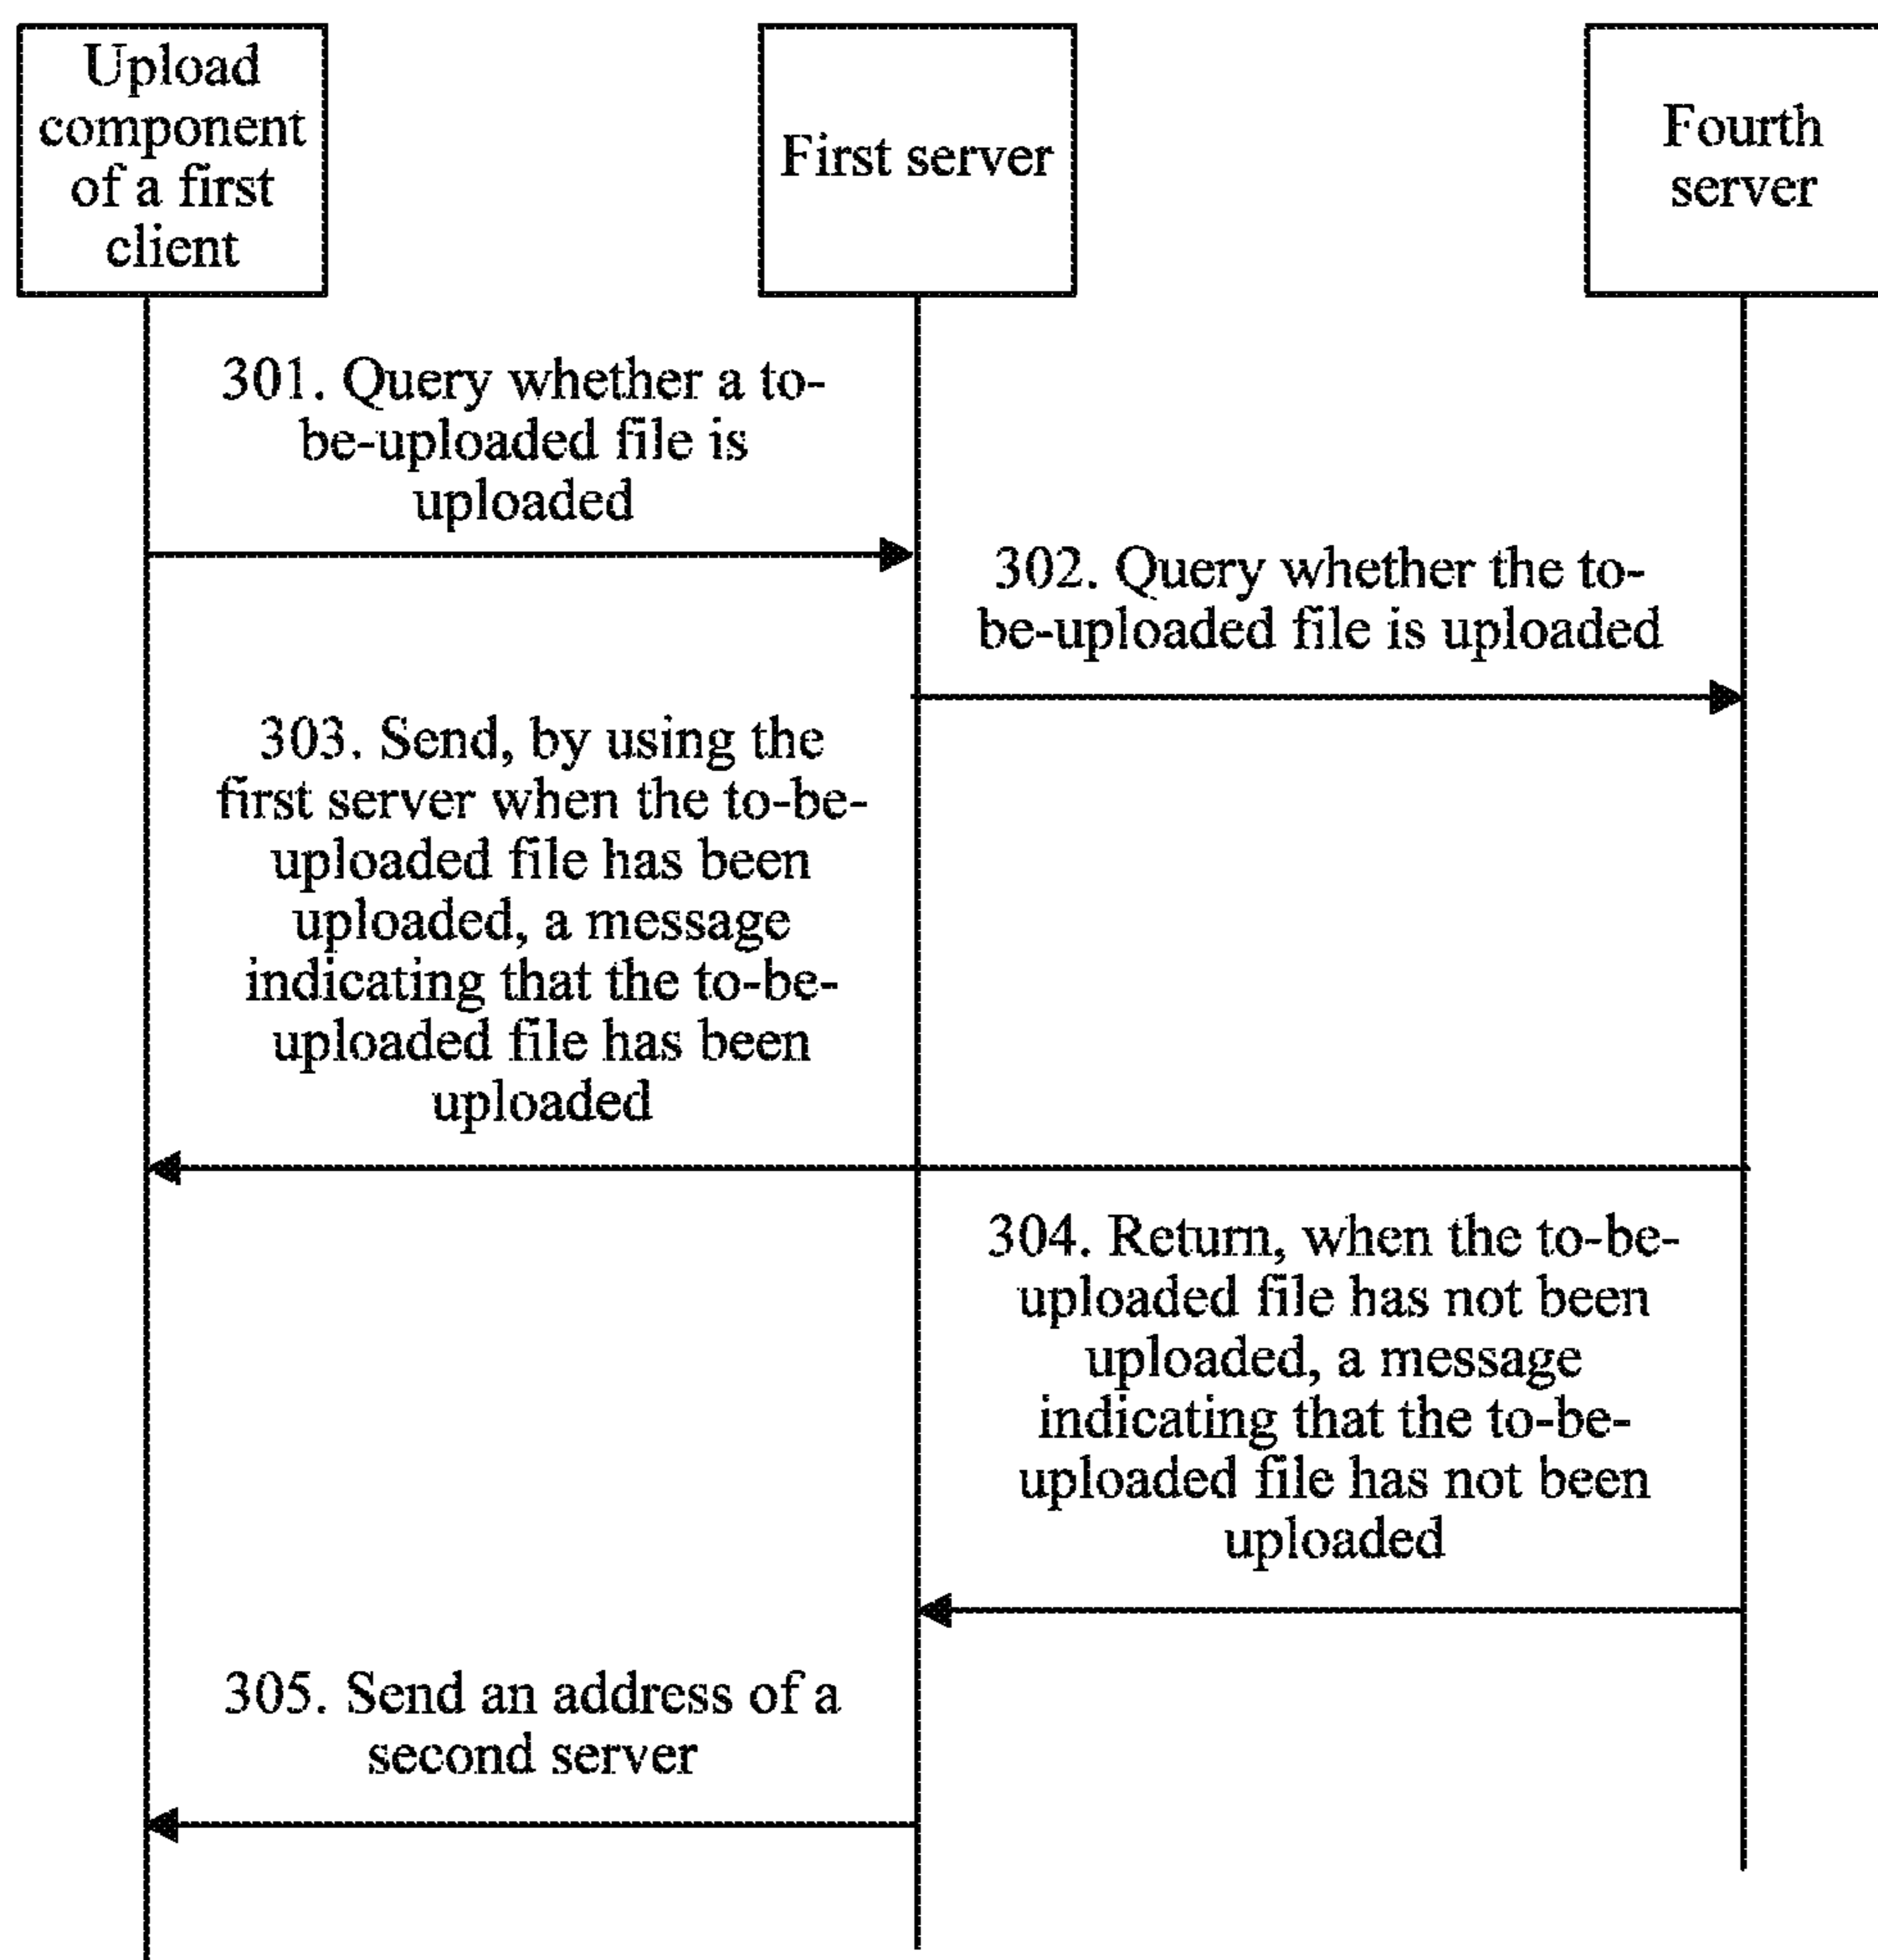 Upload
component
of a first
client
First server
Fourth
server
301. Query whether a to-
be-uploaded file is
uploaded
302. Query whether the to-
be-uploaded file is uploaded
303. Send, by using the
first server when the to-be-
uploaded file has been
uploaded, a message
indicating that the to-be-
uploaded file has been
uploaded
304. Return, when the to-be-
uploaded file has not been
uploaded, a message
indicating that the to-be-
uploaded file has not been
uploaded
305. Send an address of a
second server